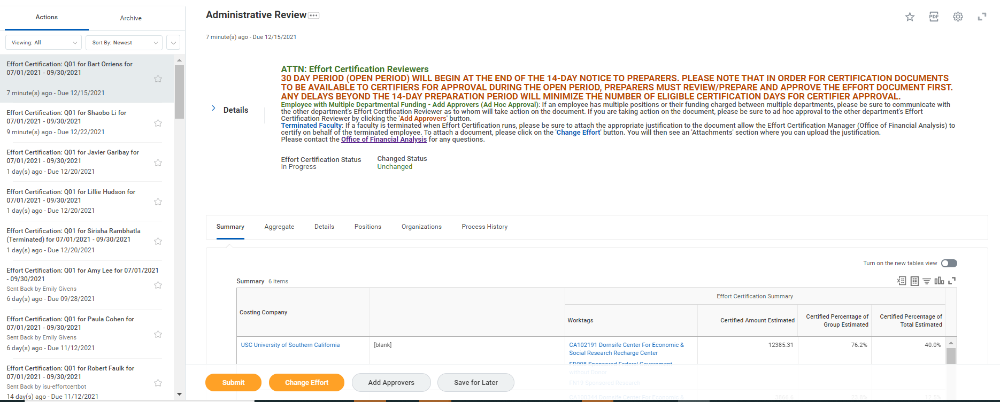 Actions
Archive
Viewing: All
Sort By: Newest
Effort Certification: Q01 for Bart Orriens for
07/01/2021 - 09/30/2021
7 minute(s) ago - Due 12/15/2021
Effort Certification: Q01 for Shaobo Li for
07/01/2021 - 09/30/2021
9 minute(s) ago - Due 12/22/2021
Effort Certification: Q01 for Javier Garibay for
07/01/2021 - 09/30/2021
1 day(s) ago - Due 12/20/2021
Effort Certification: Q01 for Lillie Hudson for
07/01/2021 - 09/30/2021
1 day(s) ago - Due 12/20/2021
Effort Certification: Q01 for Sirisha Rambhatla
(Terminated) for 07/01/2021 - 09/30/2021
1 day(s) ago - Due 12/20/2021
Effort Certification: Q01 for Amy Lee for 07/01/2021
- 09/30/2021
Sent Back by Emily Givens
6 day(s) ago - Due 09/28/2021
Effort Certification: Q01 for Paula Cohen for
07/01/2021 - 09/30/2021
Sent Back by Emily Givens
6 day(s) ago - Due 11/12/2021
Effort Certification: Q01 for Robert Faulk for
07/01/2021 - 09/30/2021
Sent Back by isu-effortcertbot
14 day(s) ago - Due 11/12/2021
Administrative Review
PDF
7 minute(s) ago - Due 12/15/2021
Details
ATTN: Effort Certification Reviewers
30 DAY PERIOD (OPEN PERIOD) WILL BEGIN AT THE END OF THE 14-DAY NOTICE TO PREPARERS. PLEASE NOTE THAT IN ORDER FOR CERTIFICATION DOCUMENTS
TO BE AVAILABLE TO CERTIFIERS FOR APPROVAL DURING THE OPEN PERIOD, PREPARERS MUST REVIEW/PREPARE AND APPROVE THE EFFORT DOCUMENT FIRST.
ANY DELAYS BEYOND THE 14-DAY PREPARATION PERIOD WILL MINIMIZE THE NUMBER OF ELIGIBLE CERTIFICATION DAYS FOR CERTIFIER APPROVAL.
Employee with Multiple Departmental Funding - Add Approvers (Ad Hoc Approval): If an employee has multiple positions or their funding charged between multiple departments, please be sure to communicate with
the other department's Effort Certification Reviewer as to whom will take action on the document. If you are taking action on the document, please be sure to ad hoc approval to the other department's Effort
Certification Reviewer by clicking the 'Add Approvers' button.
Terminated Faculty: If a faculty is terminated when Effort Certification runs, please be sure to attach the appropriate justification to the document allow the Effort Certification Manager (Office of Financial Analysis) to
certify on behalf of the terminated employee. To attach a document, please click on the 'Change Effort' button. You will then see an 'Attachments' section where you can upload the justification.
Please contact the Office of Financial Analysis for any questions.
Effort Certification Status
In Progress
Changed Status
Unchanged
Summary
Aggregate
Details
Positions
Organizations
Process History
Turn on the new tables view
Summary 6 items
Effort Certification Summary
Costing Company
Worktags
Certified Amount Estimated
Certified Percentage of
Group Estimated
Certified Percentage of
Total Estimated
USC University of Southern California
[blank]
CA102191 Dornsife Center For Economic &
Social Research Recharge Center
12385.31
76.2%
40.0%
FD008 Sponsored Federal Government
without Donor
FN19 Sponsored Research
CA100344 Dornsife Center For Economic &
Submit
Change Effort
Add Approvers
Save for Later